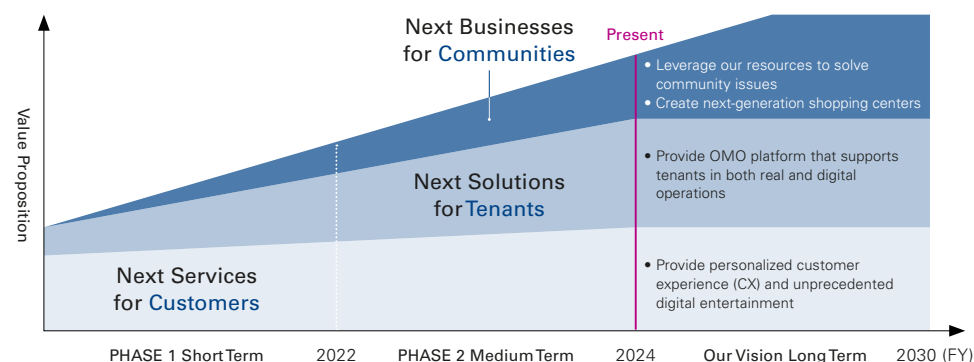 Next Businesses
for Communities
Present
• Leverage our resources to solve
community issues
• Create next-generation shopping centers
Value Proposition
Next Solutions
for Tenants
• Provide OMO platform that supports
tenants in both real and digital
operations
Next Services
for Customers
• Provide personalized customer
experience (CX) and unprecedented
digital entertainment
PHASE 1 Short Term 2022 PHASE 2 Medium Term 2024 Our Vision Long Term 2030 (FY)